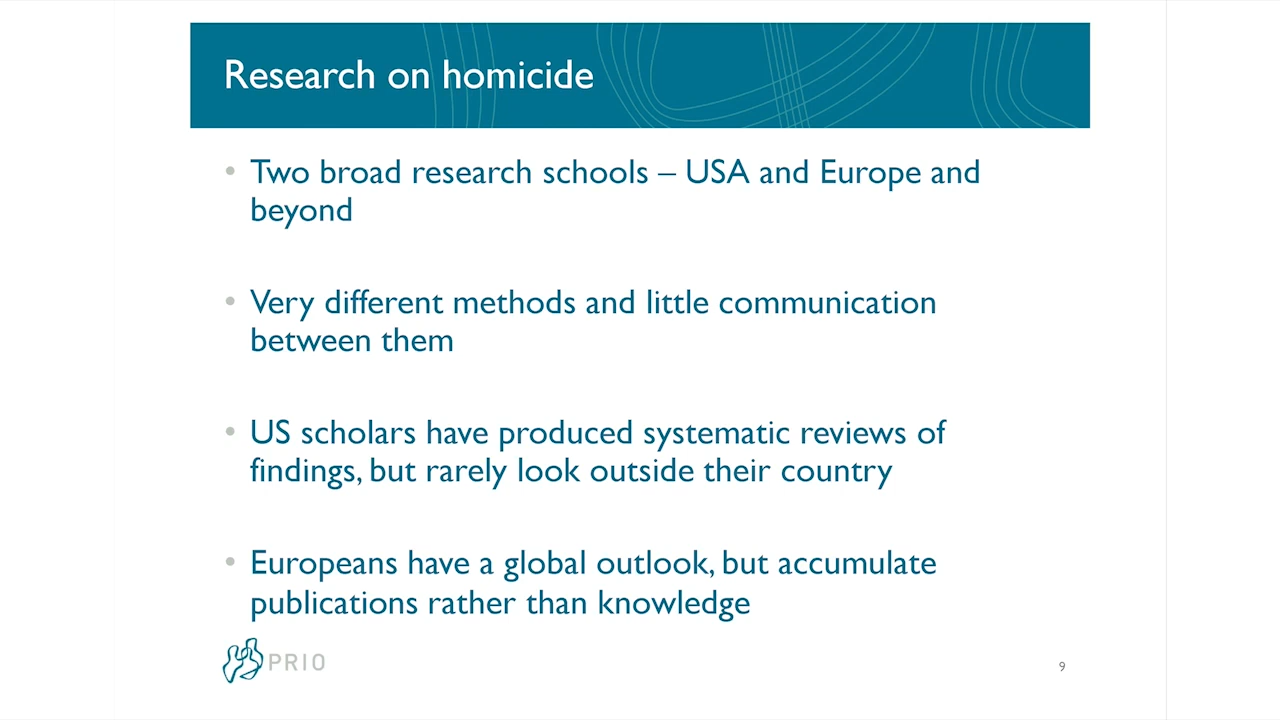 Research on homicide
• Two broad research schools – USA and Europe and
beyond
• Very different methods and little communication
between them
• US scholars have produced systematic reviews of
findings, but rarely look outside their country
• Europeans have a global outlook, but accumulate
publications rather than knowledge
PRIO
9